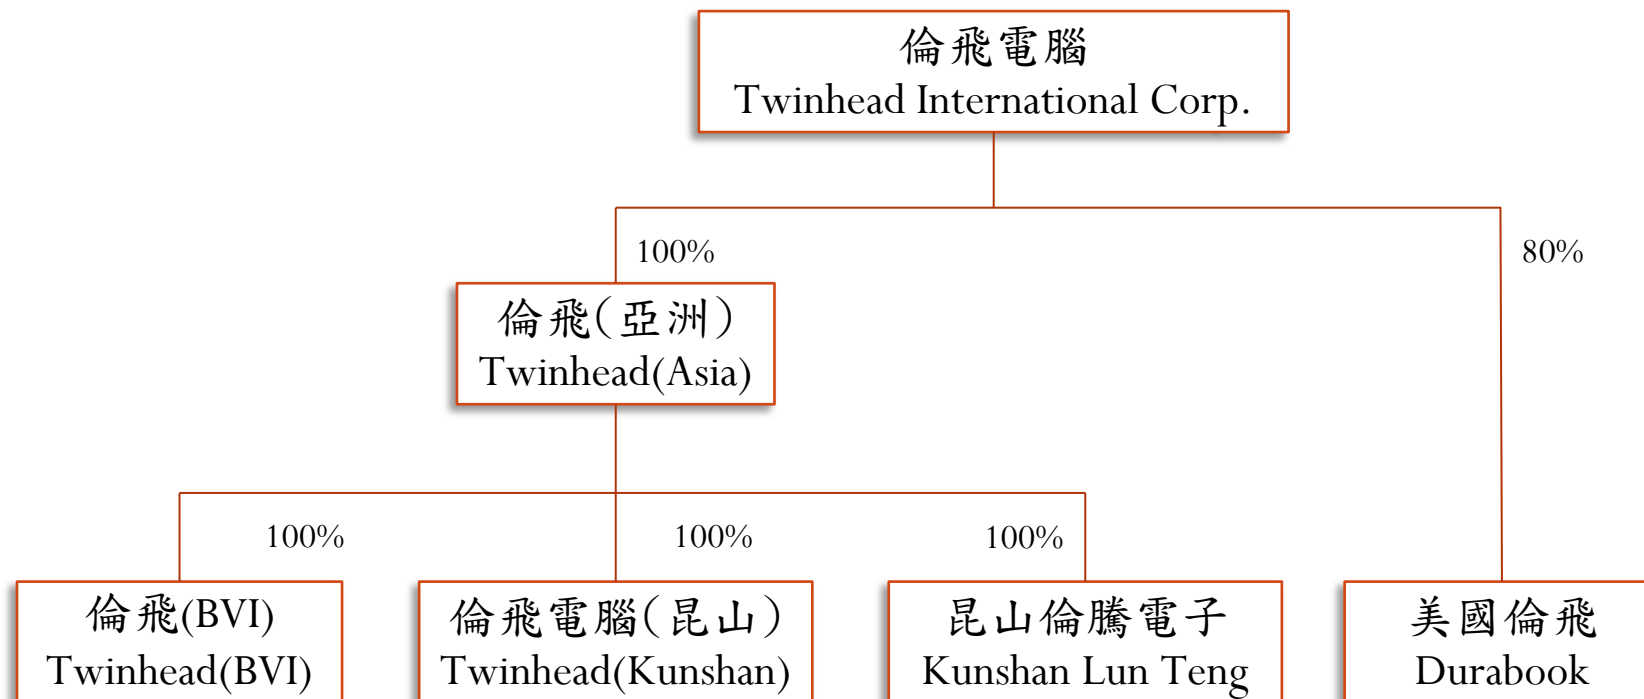 倫飛電腦
Twinhead International Corp.
100%
80%
倫飛(亞洲)
Twinhead(Asia)
100%
100%
100%
倫飛(BVI)
Twinhead(BVI)
倫飛電腦(昆山)
Twinhead(Kunshan)
昆山倫騰電子
Kunshan Lun Teng
美國倫飛
Durabook